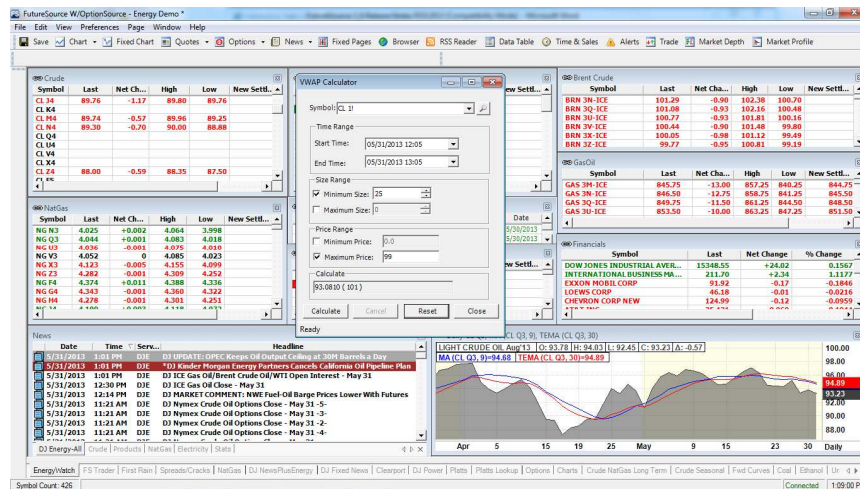 FutureSource W/OptionSource - Energy Demo *
File Edit View Preferences Page Window Help
Save Chart Fixed Chart Quotes Options News Fixed Pages Browser RSS Reader Data Table Time & Sales Alerts Trade Market Depth Market Profile
Crude
Symbol Last Net Ch... High Low New Settl...
CL J4 89.76 -1.17 89.80 89.76
CL K4
CL M4 89.74 -0.57 89.96 89.25
CL N4 89.30 -0.70 90.00 88.88
CL Q4
CL U4
CL V4
CL X4
CL Z4 88.00 -0.59 88.35 87.50
NatGas
Symbol Last Net Ch... High Low New Settl...
NG N3 4.025 +0.002 4.064 3.998
NG Q3 4.044 +0.001 4.083 4.018
NG U3 4.036 -0.001 4.075 4.010
NG V3 4.052 0 4.085 4.023
NG X3 4.123 -0.005 4.155 4.099
NG Z3 4.282 -0.001 4.309 4.252
NG F4 4.374 +0.011 4.388 4.336
NG G4 4.343 -0.001 4.360 4.322
NG H4 4.278 -0.001 4.301 4.251
VWAP Calculator
Symbol: CL 1!
Time Range
Start Time: 05/31/2013 12:05
End Time: 05/31/2013 13:05
Size Range
Minimum Size: 25
Maximum Size: 0
Price Range
Minimum Price: 0.0
Maximum Price: 99
Calculate
93.0810 ( 101 )
Calculate Cancel Reset Close
Ready
ew Settl...
Date
5/30/2013
5/30/2013
ew Settl...
Brent Crude
Symbol Last Net Cha... High Low New Settl...
BRN 3N-ICE 101.29 -0.90 102.38 100.70
BRN 3Q-ICE 101.08 -0.93 102.16 100.48
BRN 3U-ICE 100.77 -0.93 101.81 100.16
BRN 3V-ICE 100.44 -0.90 101.48 99.80
BRN 3X-ICE 100.05 -0.98 101.12 99.49
BRN 3Z-ICE 99.77 -0.95 100.81 99.19
GasOil
Symbol Last Net Cha... High Low New Settl...
GAS 3M-ICE 845.75 -13.00 857.25 840.25 844.75
GAS 3N-ICE 846.50 -12.75 858.75 841.25 845.50
GAS 3Q-ICE 849.75 -11.50 861.25 844.50 848.50
GAS 3U-ICE 853.50 -10.00 863.25 847.25 851.50
Financials
Symbol Last Net Change % Change
DOW JONES INDUSTRIAL AVER... 15348.55 +24.02 0.1567
INTERNATIONAL BUSINESS MA... 211.70 +2.34 1.1177
EXXON MOBIL CORP 91.92 -0.17 -0.1846
LOEWS CORP 46.18 -0.01 -0.0216
CHEVRON CORP NEW 124.99 -0.12 -0.0959
News
Date Time Serv... Headline
5/31/2013 1:01 PM DJE DJ UPDATE: OPEC Keeps Oil Output Ceiling at 30M Barrels a Day
5/31/2013 1:01 PM DJE *DJ Kinder Morgan Energy Partners Cancels California Oil Pipeline Plan
5/31/2013 1:01 PM DJE DJ ICE Gas Oil/Brent Crude Oil/WTI Open Interest - May 31
5/31/2013 12:30 PM DJE DJ ICE Gas Oil Close - May 31
5/31/2013 12:14 PM DJE DJ MARKET COMMENT: NWE Fuel-Oil Barge Prices Lower With Futures
5/31/2013 11:21 AM DJE DJ Nymex Crude Oil Options Close - May 31 -5-
5/31/2013 11:21 AM DJE DJ Nymex Crude Oil Options Close - May 31 -3-
5/31/2013 11:21 AM DJE DJ Nymex Crude Oil Options Close - May 31 -2-
5/31/2013 11:21 AM DJE DJ Nymex Crude Oil Options Close - May 31 -4-
DJ Energy-All Crude Products NatGas Electricity Stats
(CL Q3, 9), TEMA (CL Q3, 30)
LIGHT CRUDE OIL Aug'13 O: 93.78 H: 94.03 L: 92.45 C: 93.23 Δ: -0.57
MA (CL Q3, 9)=94.68 TEMA (CL Q3, 30)=94.89
100.00
98.00
96.00
94.89
93.23
92.00
90.00
88.00
Apr 5 15 19 25 May 9 15 23 30 Daily
EnergyWatch FS Trader First Rain Spreads/Cracks NatGas DJ NewsPlusEnergy DJ Fixed News Clearport DJ Power Platts Platts Lookup Options Charts Crude NatGas Long Term Crude Seasonal Fwd Curves Coal Ethanol Ur
Symbol Count: 426 Connected 1:09:00 P